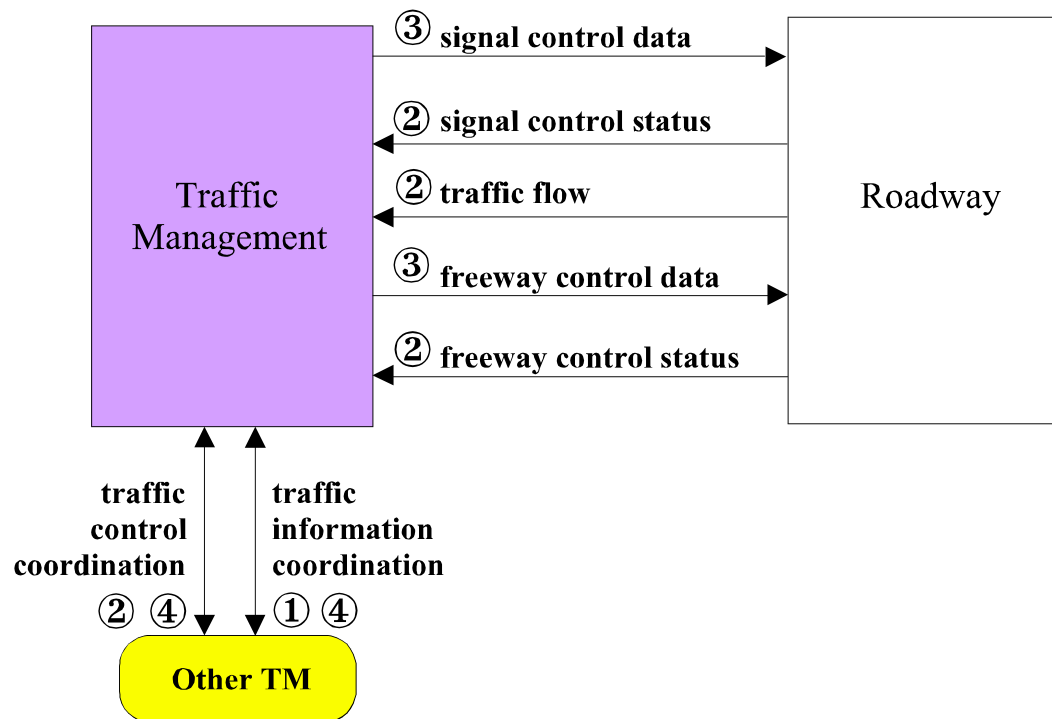 ③ signal control data
② signal control status
② traffic flow
③ freeway control data
② freeway control status
Traffic
Management
Roadway
traffic
control
coordination
② ④
traffic
information
coordination
① ④
Other TM